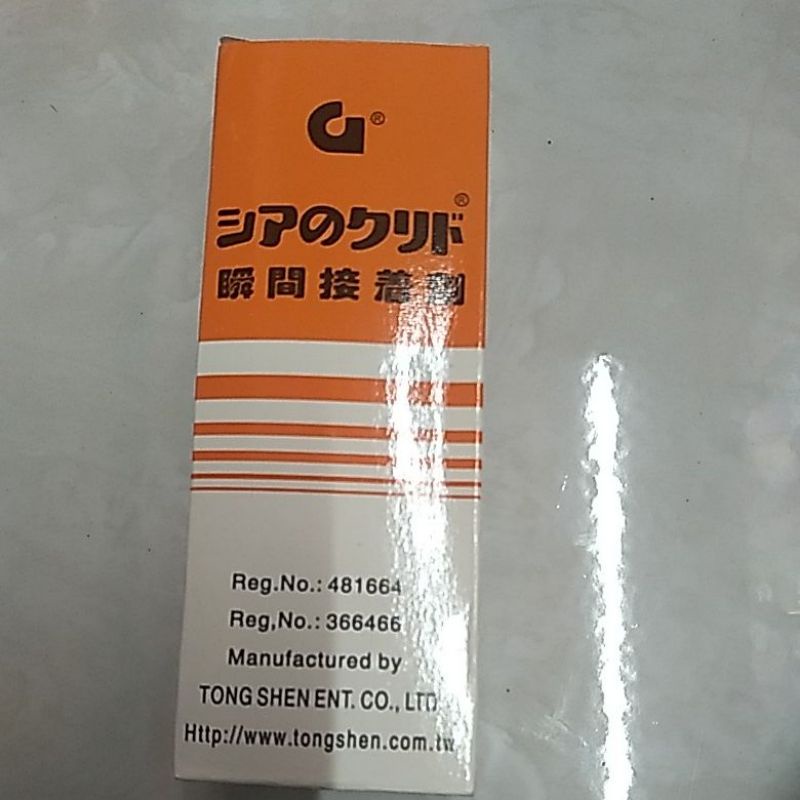 G®
シアのクリド®
瞬間接着剤
Reg.No.: 481664
Reg,No.: 366466
Manufactured by
TONG SHEN ENT. CO., LTD.
Http://www.tongshen.com.tw